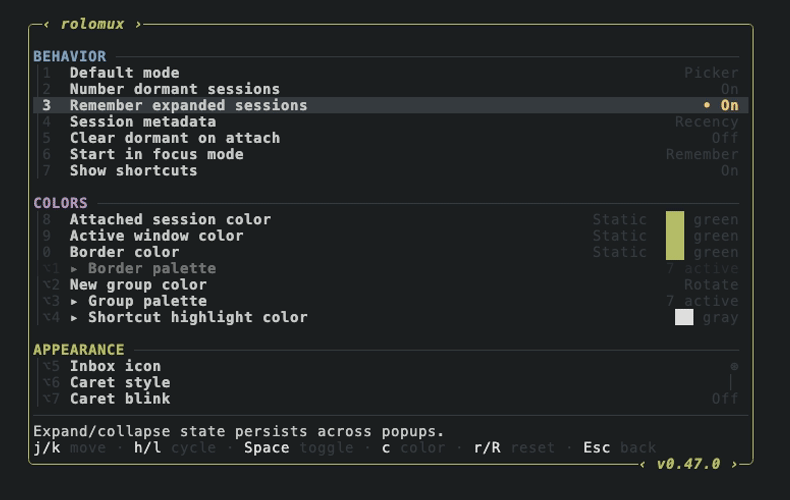 ‹ rolomux ›
BEHAVIOR
1 Default mode Picker
2 Number dormant sessions On
3 Remember expanded sessions • On
4 Session metadata Recency
5 Clear dormant on attach Off
6 Start in focus mode Remember
7 Show shortcuts On
COLORS
8 Attached session color Static green
9 Active window color Static green
0 Border color Static green
⌥1 ▸ Border palette 7 active
⌥2 New group color Rotate
⌥3 ▸ Group palette 7 active
⌥4 ▸ Shortcut highlight color gray
APPEARANCE
⌥5 Inbox icon
⌥6 Caret style │
⌥7 Caret blink Off
Expand/collapse state persists across popups.
j/k move · h/l cycle · Space toggle · c color · r/R reset · Esc back
‹ v0.47.0 ›